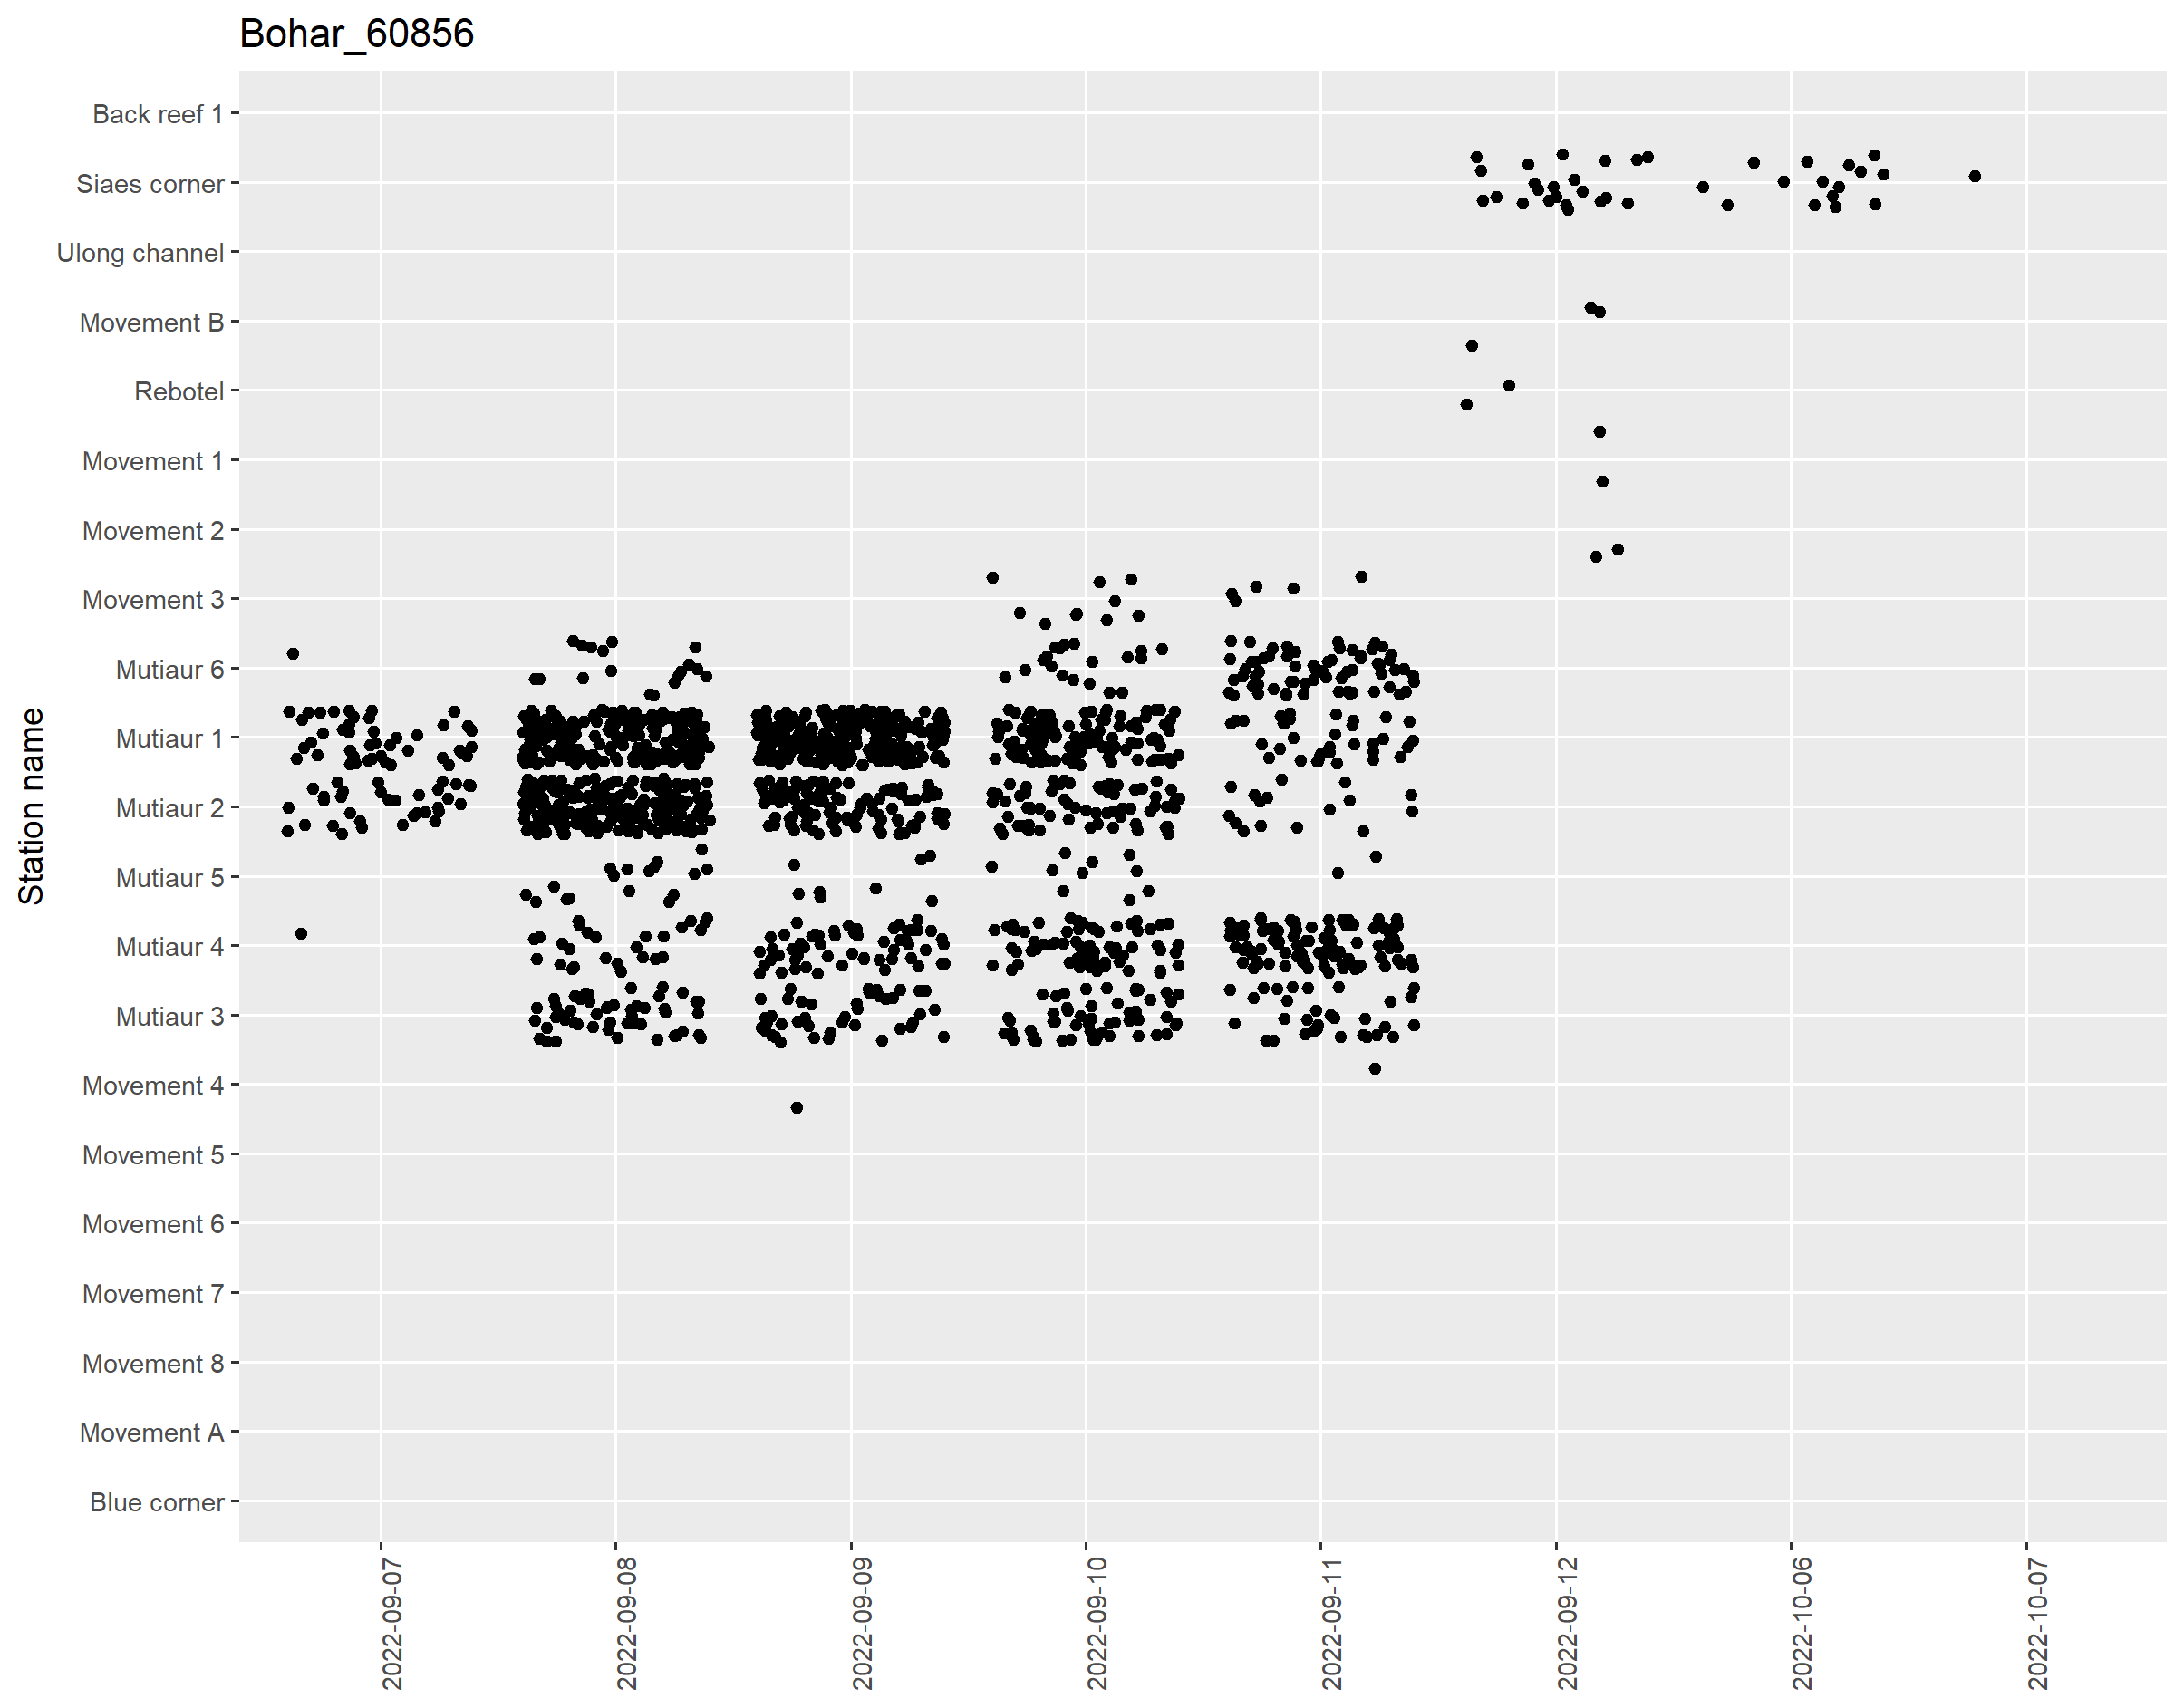 Bohar_60856
Station name
Back reef 1
Siaes corner
Ulong channel
Movement B
Rebotel
Movement 1
Movement 2
Movement 3
Mutiaur 6
Mutiaur 1
Mutiaur 2
Mutiaur 5
Mutiaur 4
Mutiaur 3
Movement 4
Movement 5
Movement 6
Movement 7
Movement 8
Movement A
Blue corner
2022-09-07
2022-09-08
2022-09-09
2022-09-10
2022-09-11
2022-09-12
2022-10-06
2022-10-07